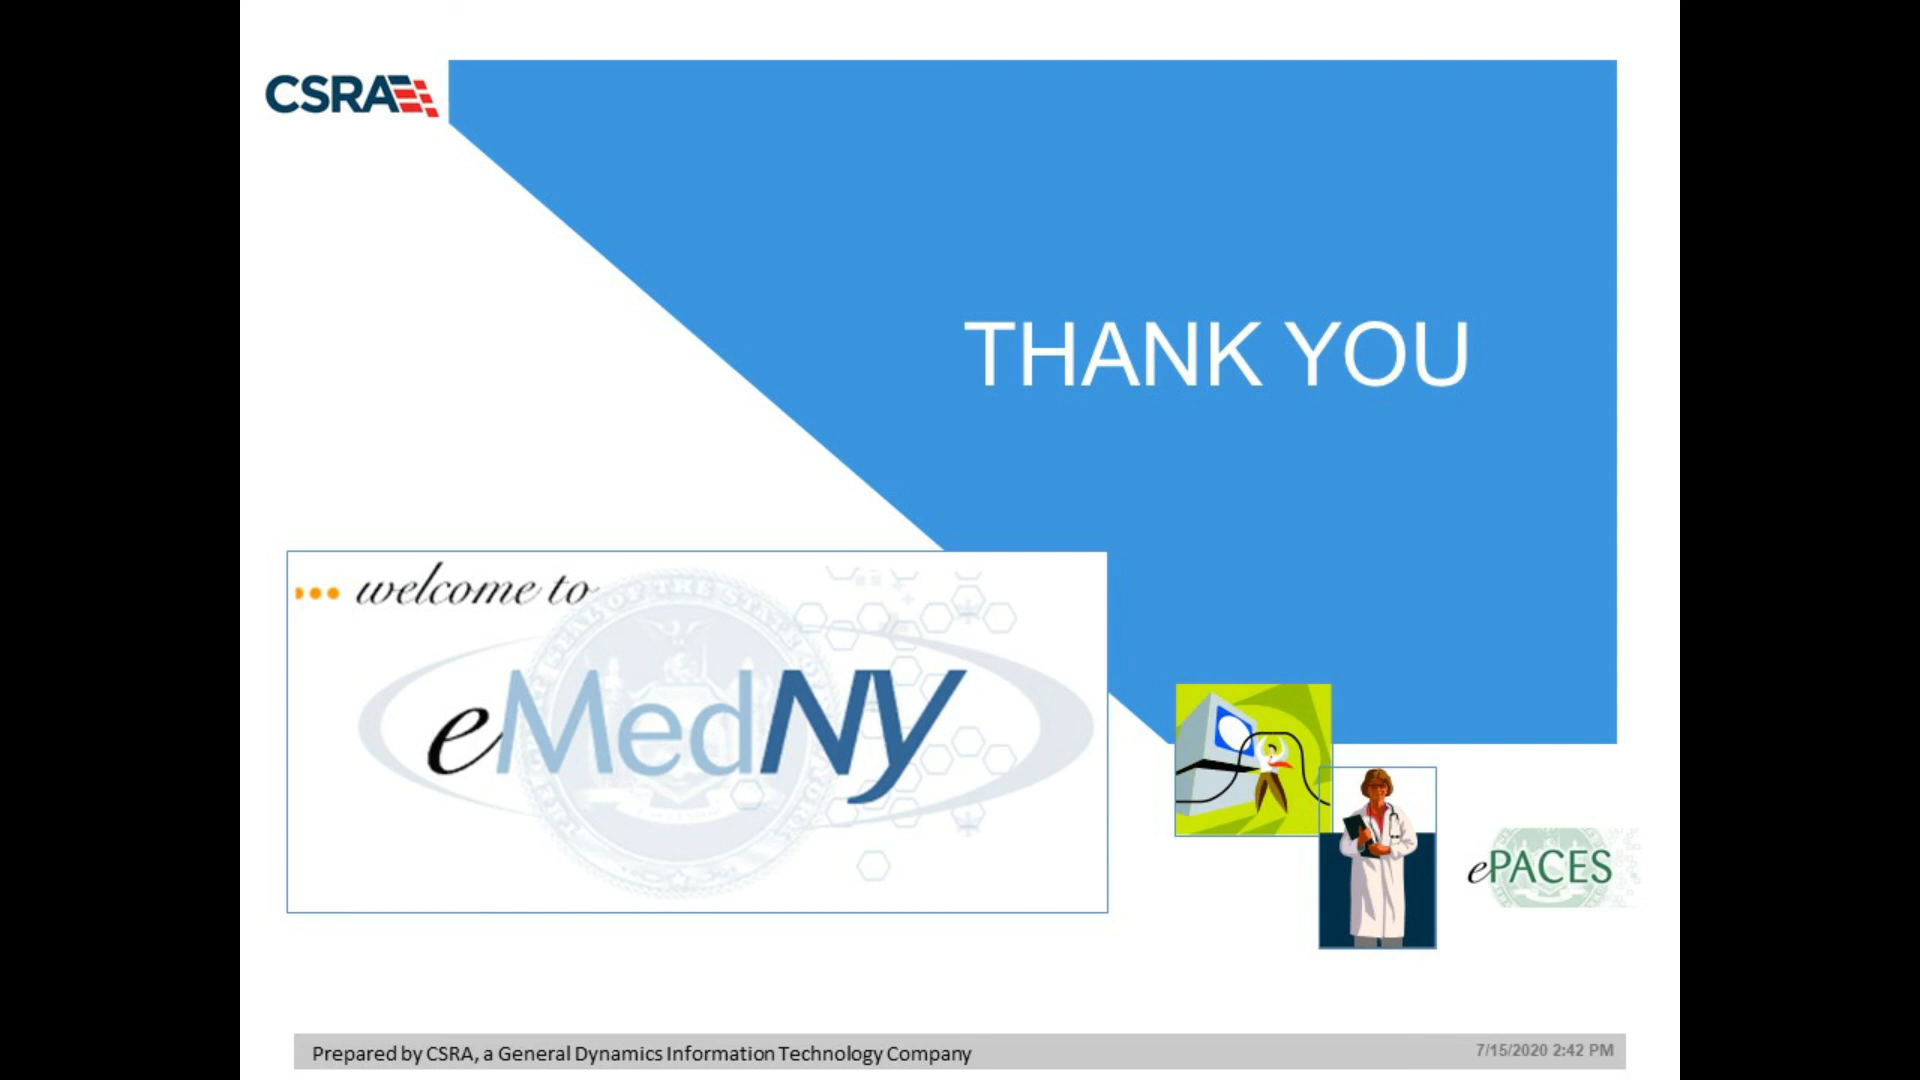 CSRA
THANK YOU
welcome to
eMedNY
ePACES
Prepared by CSRA, a General Dynamics Information Technology Company
7/15/2020 2:42 PM